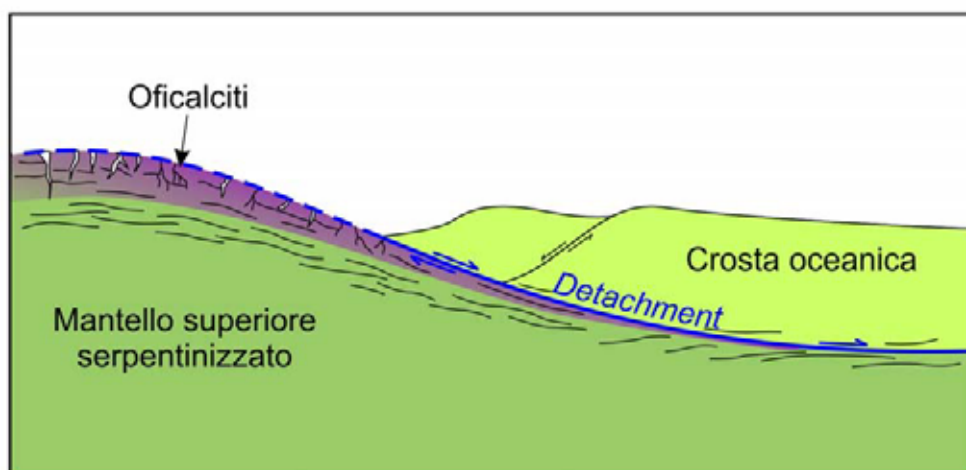 Oficalciti
Crosta oceanica
Detachment
Mantello superiore
serpentinizzato